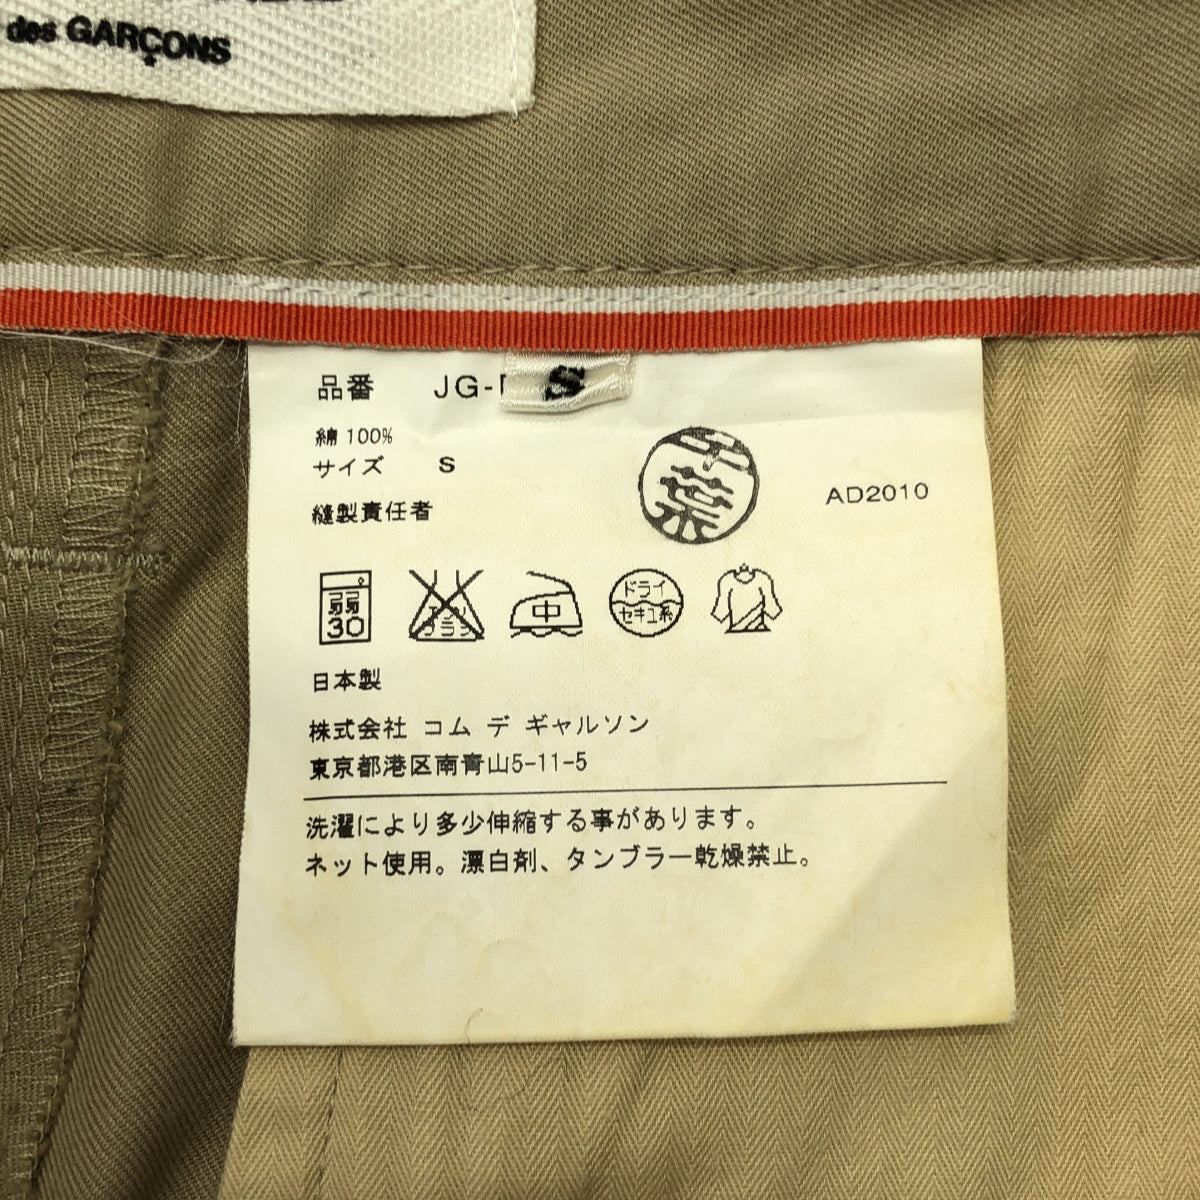 des GARÇONS
品番 JG-
S
綿 100%
サイズ S
千葉
AD2010
縫製責任者
弱
30
中
ドライ
セキユ系
日本製
株式会社 コム デ ギャルソン
東京都港区南青山5-11-5
洗濯により多少伸縮する事があります。
ネット使用。漂白剤、タンブラー乾燥禁止。